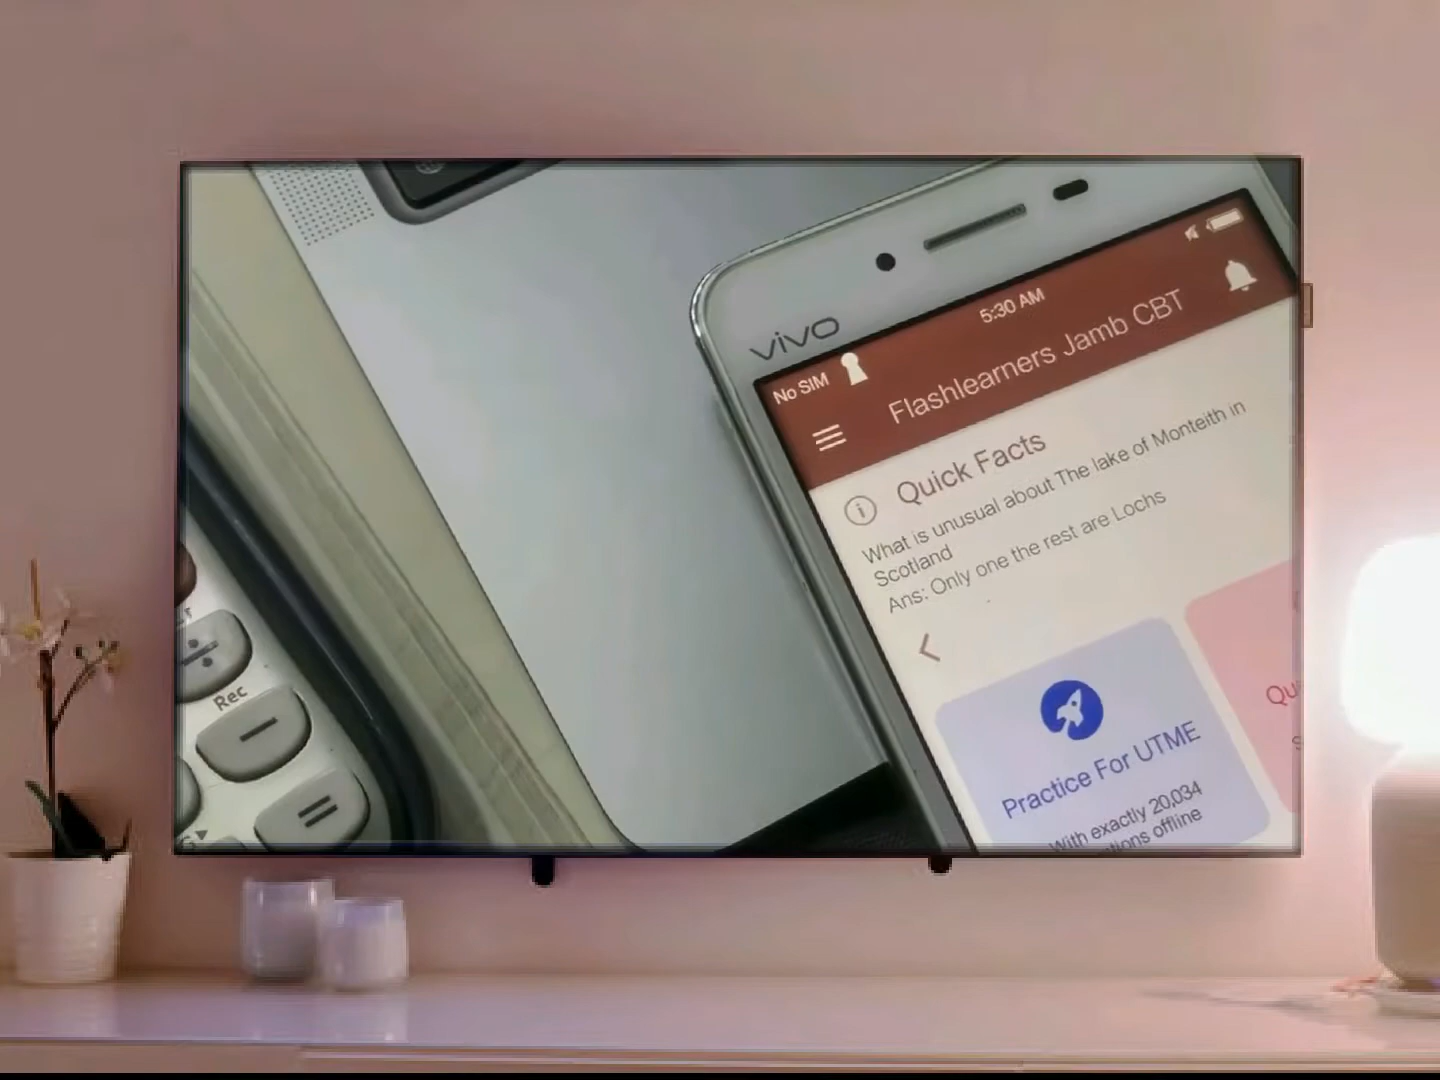 vivo
No SIM
5:30 AM
Flashlearners Jamb CBT
Quick Facts
What is unusual about The lake of Monteith in
Scotland
Ans: Only one the rest are Lochs
Practice For UTME
With exactly 20,034
offline
Rec
÷
−
=